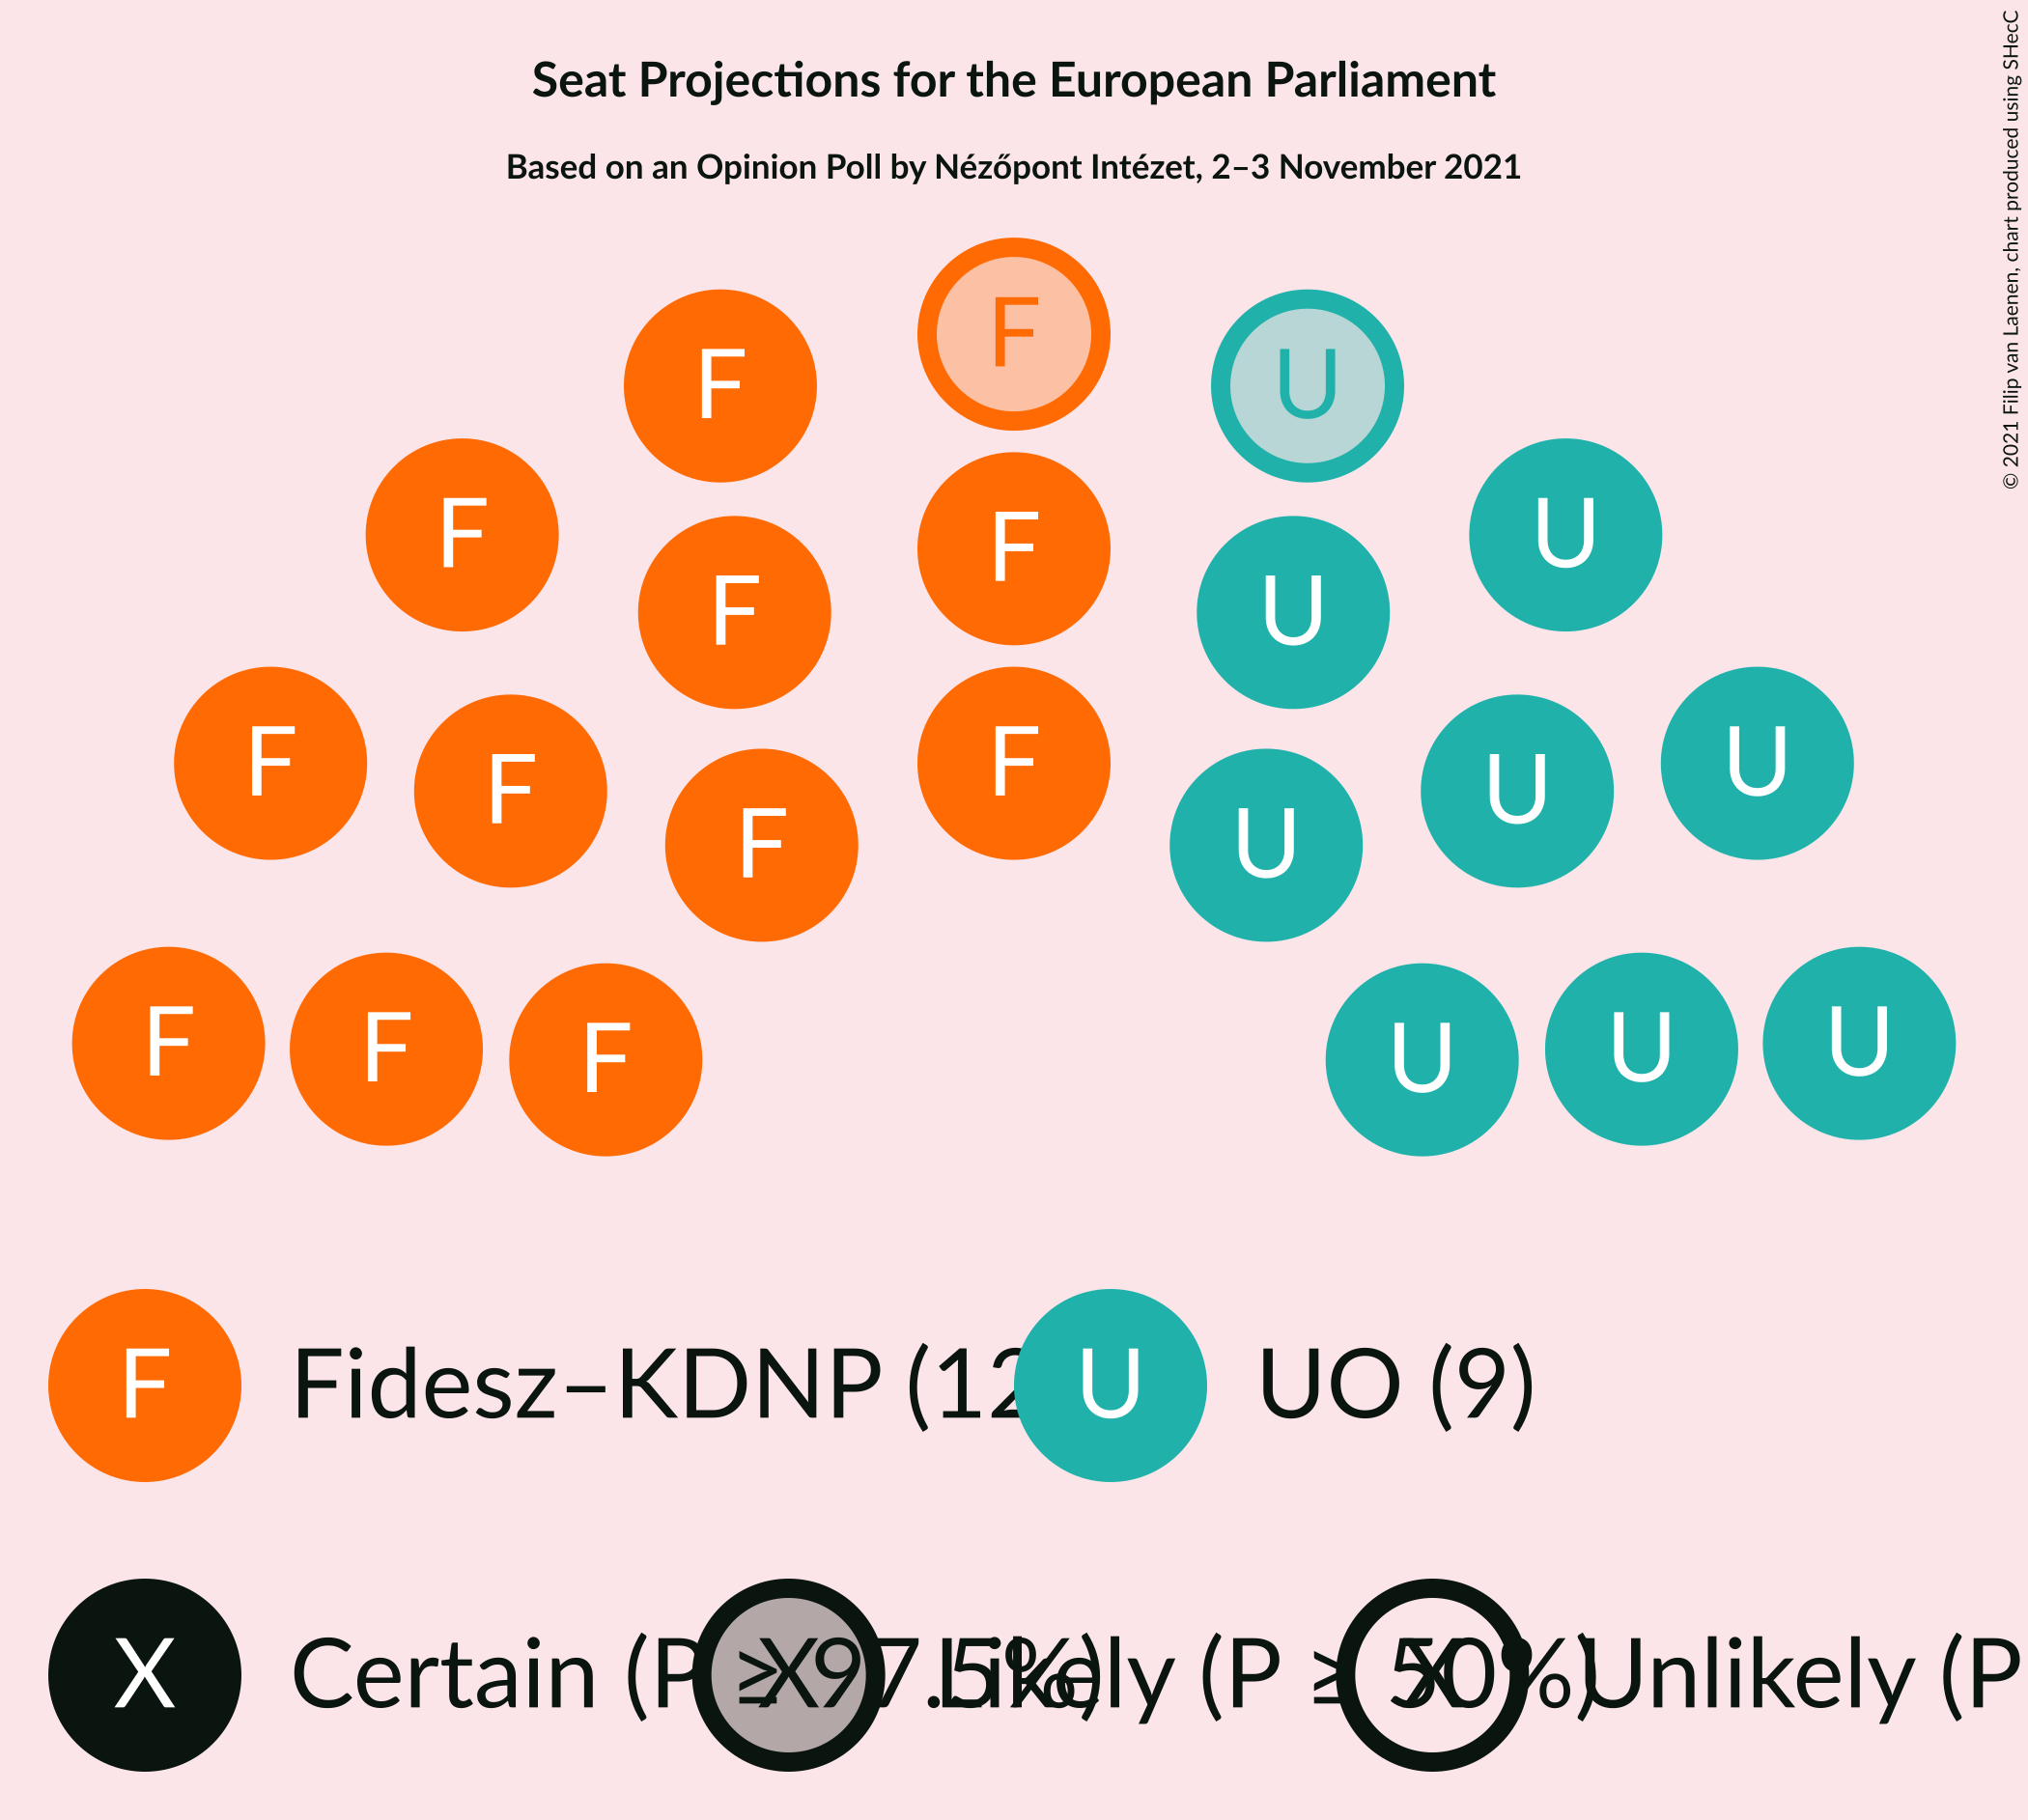 Seat Projections for the European Parliament
Based on an Opinion Poll by Nézőpont Intézet, 2–3 November 2021
© 2021 Filip van Laenen, chart produced using SHecC
F
F U
F U
F
F U
F F U
F U
F U
F U
F F
U U
F F F U U U
F Fidesz–KDNP (12 U UO (9)
X Certain (P ≥ 97.5%) X Likely (P ≥ 50%) X Unlikely (P